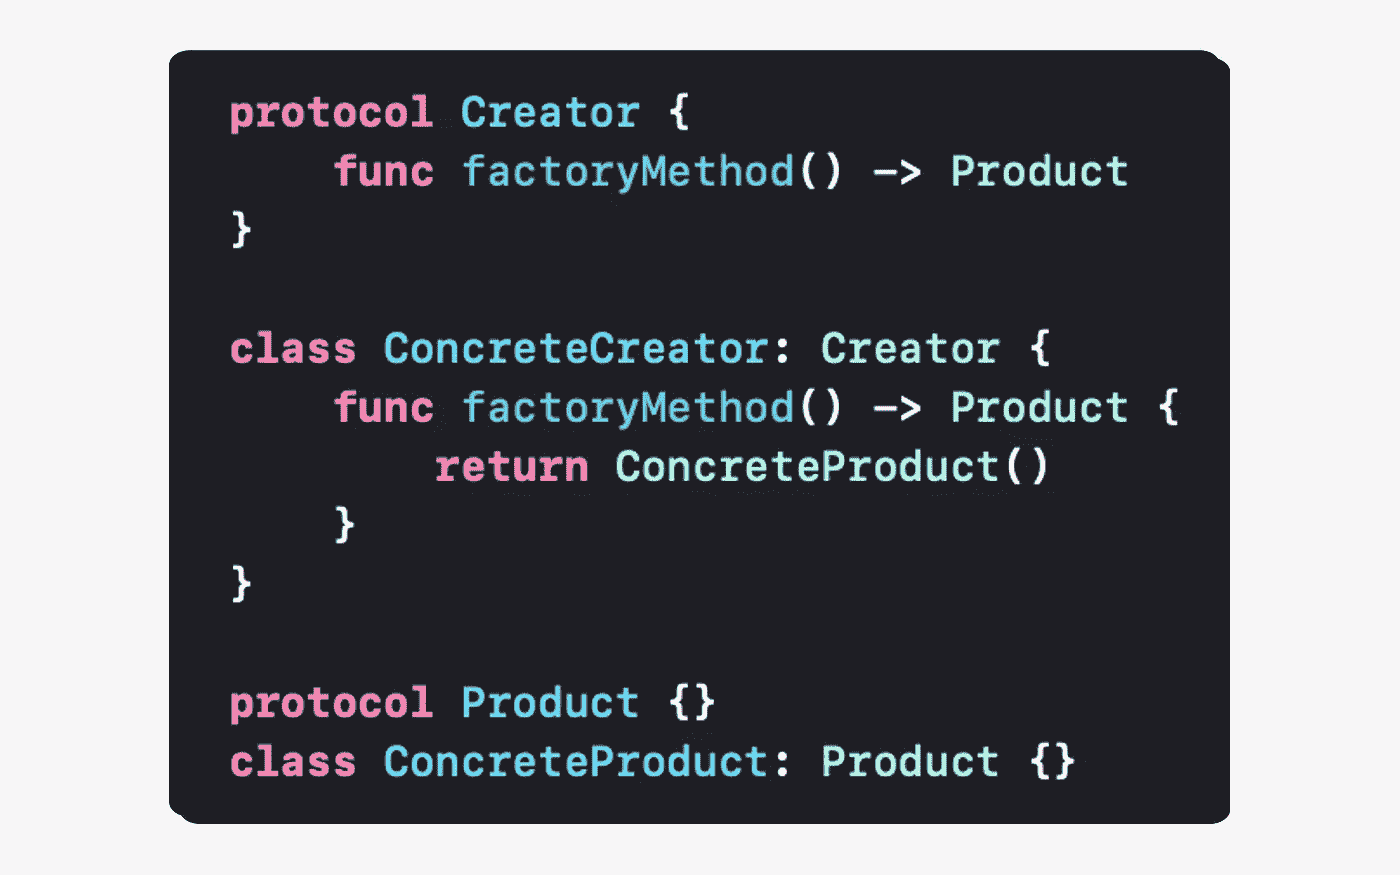 protocol Creator {
    func factoryMethod() -> Product
}

class ConcreteCreator: Creator {
    func factoryMethod() -> Product {
        return ConcreteProduct()
    }
}

protocol Product {}
class ConcreteProduct: Product {}